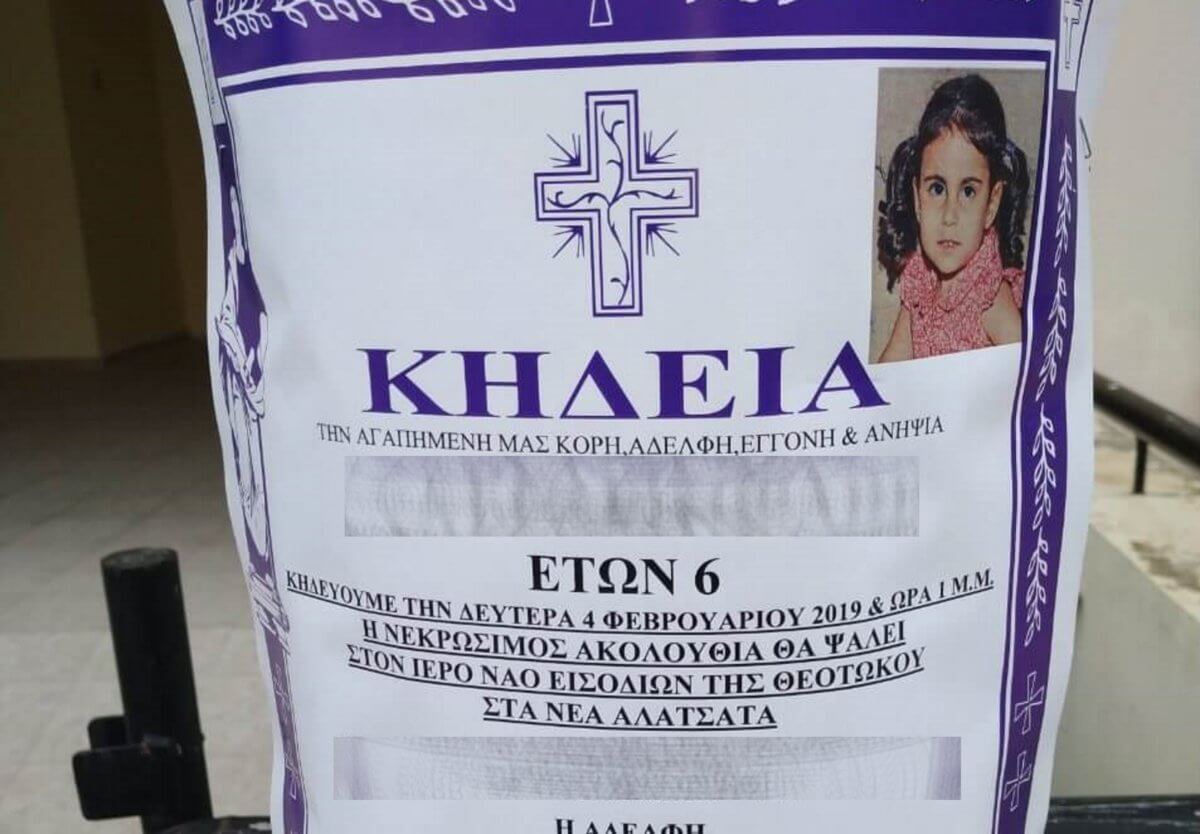 ΚΗΔΕΙΑ
ΤΗΝ ΑΓΑΠΗΜΕΝΗ ΜΑΣ ΚΟΡΗ,ΑΔΕΛΦΗ,ΕΓΓΟΝΗ & ΑΝΗΨΙΑ
ΕΤΩΝ 6
ΚΗΔΕΥΟΥΜΕ ΤΗΝ ΔΕΥΤΕΡΑ 4 ΦΕΒΡΟΥΑΡΙΟΥ 2019 & ΩΡΑ 1 Μ.Μ.
Η ΝΕΚΡΩΣΙΜΟΣ ΑΚΟΛΟΥΘΙΑ ΘΑ ΨΑΛΕΙ
ΣΤΟΝ ΙΕΡΟ ΝΑΟ ΕΙΣΟΔΙΩΝ ΤΗΣ ΘΕΟΤΩΚΟΥ
ΣΤΑ ΝΕΑ ΑΛΑΤΣΑΤΑ
Η ΑΔΕΛΦΗ